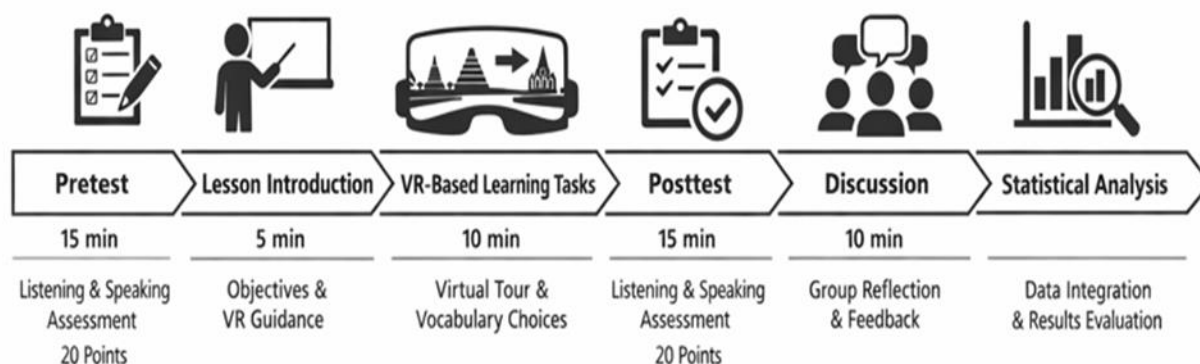 Pretest
Lesson Introduction
VR-Based Learning Tasks
Posttest
Discussion
Statistical Analysis
15 min
5 min
10 min
15 min
10 min
Listening & Speaking
Assessment
20 Points
Objectives &
VR Guidance
Virtual Tour &
Vocabulary Choices
Listening & Speaking
Assessment
20 Points
Group Reflection
& Feedback
Data Integration
& Results Evaluation